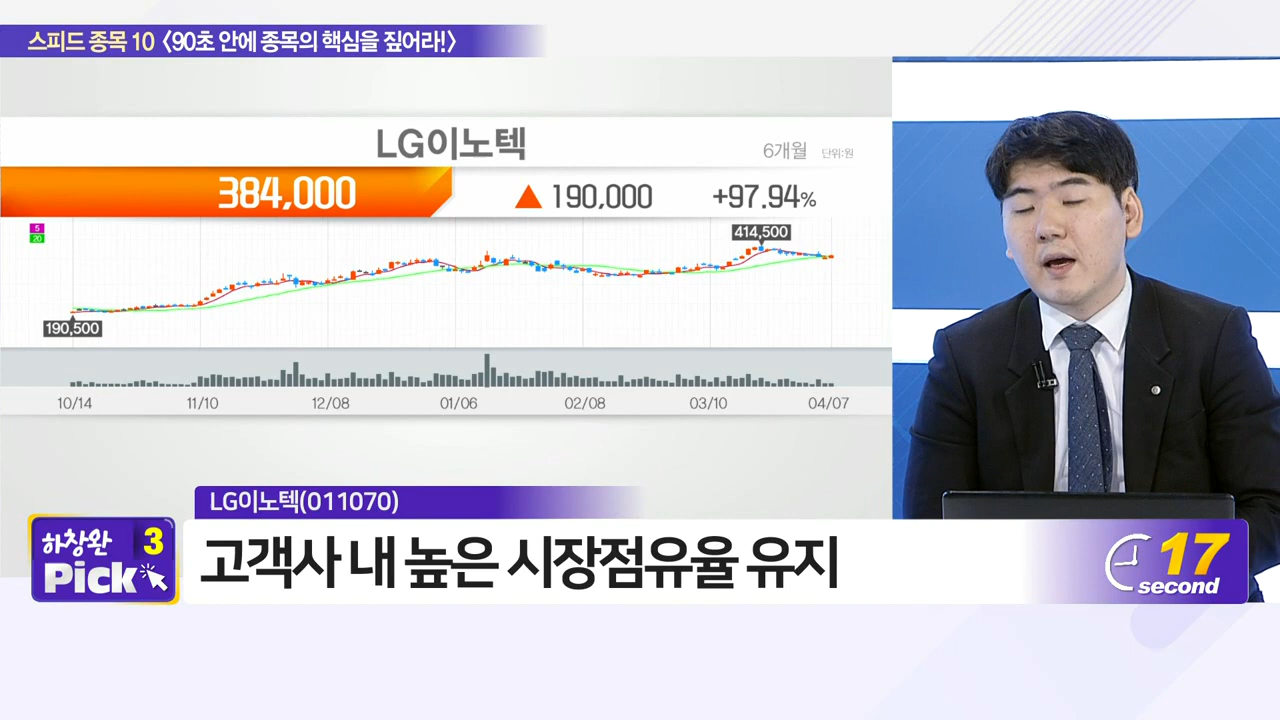 스피드 종목 10 <90초 안에 종목의 핵심을 짚어라!>
LG이노텍
6개월 단위:원
384,000 ▲ 190,000 +97.94%
5
20
414,500
190,500
10/14 11/10 12/08 01/06 02/08 03/10 04/07
LG이노텍(011070)
하창완 3
Pick
고객사 내 높은 시장점유율 유지
17
second